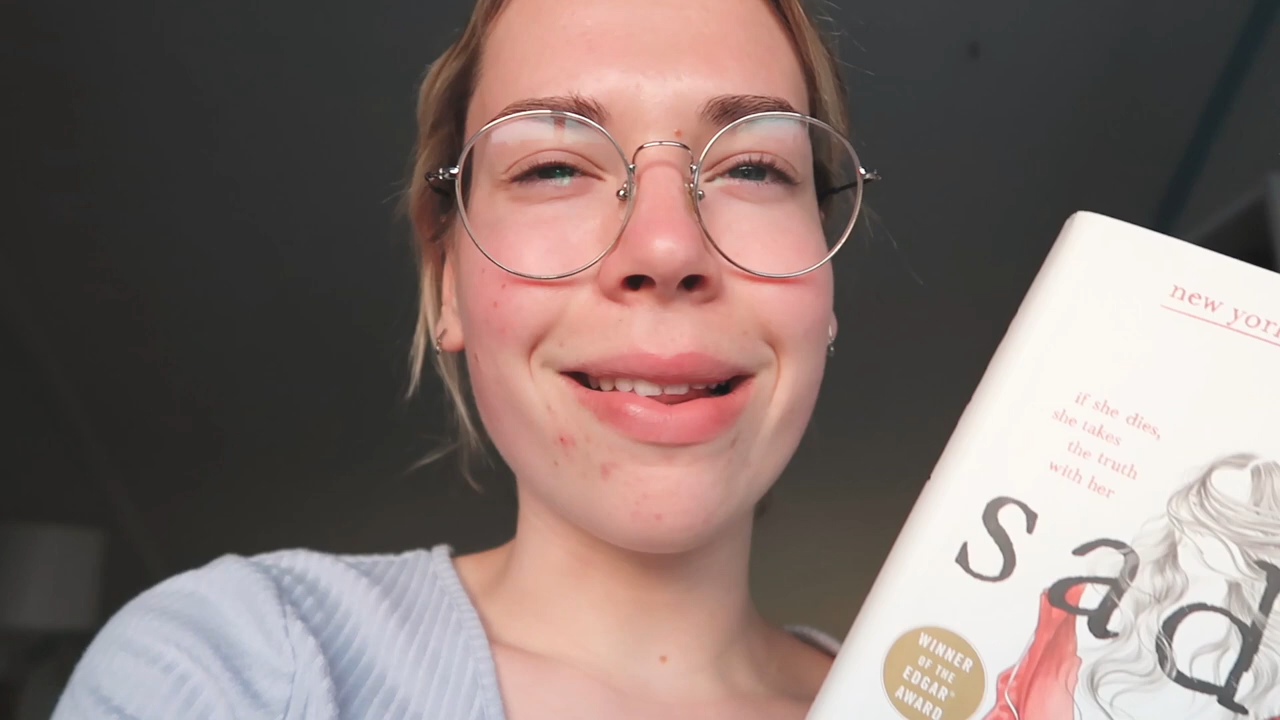 new york
if she dies,
she takes
the truth
with her
sad
WINNER
OF THE
EDGAR®
AWARD